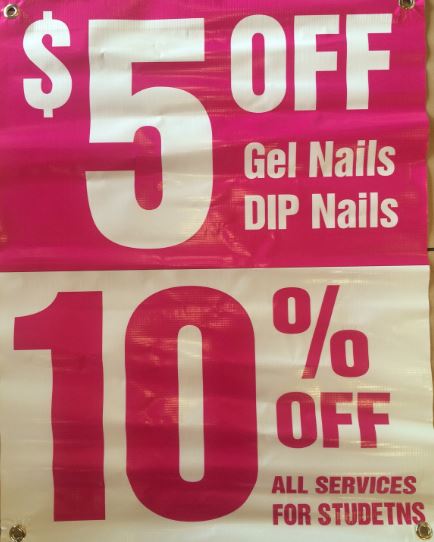 $5 OFF
Gel Nails
DIP Nails
10% OFF
ALL SERVICES
FOR STUDETNS